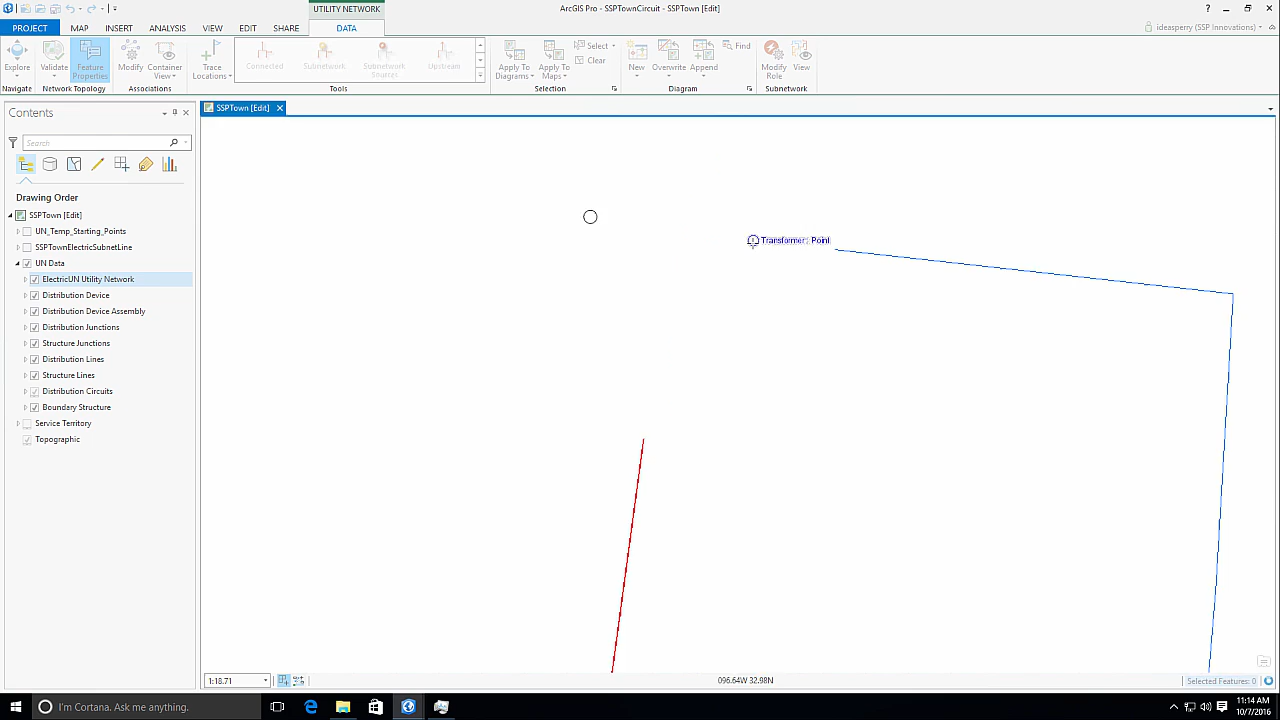 UTILITY NETWORK
ArcGIS Pro - SSPTownCircuit - SSPTown [Edit]
?
PROJECT MAP INSERT ANALYSIS VIEW EDIT SHARE DATA
ideasperry (SSP Innovations)
Explore
Validate
Feature Properties
Modify
Container View
Trace Locations
Connected
Subnetwork
Subnetwork Sources
Upstream
Apply To Diagrams
Apply To Maps
Select
Clear
New
Overwrite
Append
Find
Modify Role
View
Navigate Network Topology Associations Tools Selection Diagram Subnetwork
Contents
SSPTown [Edit]
Search
Drawing Order
SSPTown [Edit]
UN_Temp_Starting_Points
SSPTownElectricSubnetLine
UN Data
ElectricUN Utility Network
Distribution Device
Distribution Device Assembly
Distribution Junctions
Structure Junctions
Distribution Lines
Structure Lines
Distribution Circuits
Boundary Structure
Service Territory
Topographic
Transformer: Point
1:18.71
096.64W 32.98N
Selected Features: 0
I'm Cortana. Ask me anything.
11:14 AM
10/7/2016